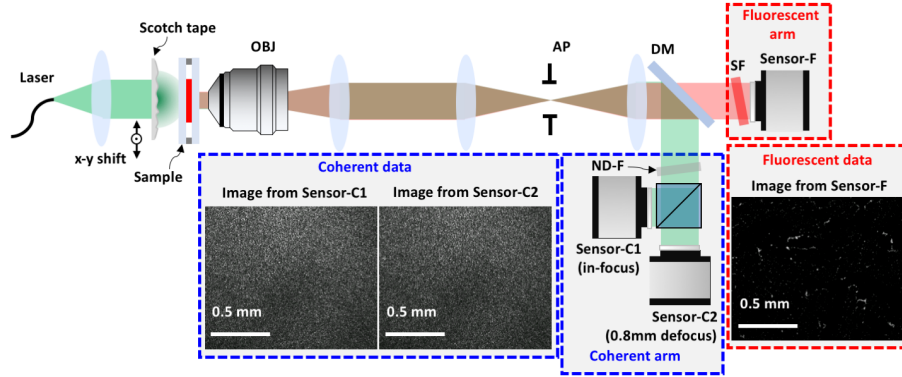 Scotch tape
Laser
x-y shift
Sample
OBJ
AP
DM
Fluorescent
arm
SF
Sensor-F
Coherent data
Image from Sensor-C1
Image from Sensor-C2
0.5 mm
0.5 mm
ND-F
Sensor-C1
(in-focus)
Sensor-C2
(0.8mm defocus)
Coherent arm
Fluorescent data
Image from Sensor-F
0.5 mm